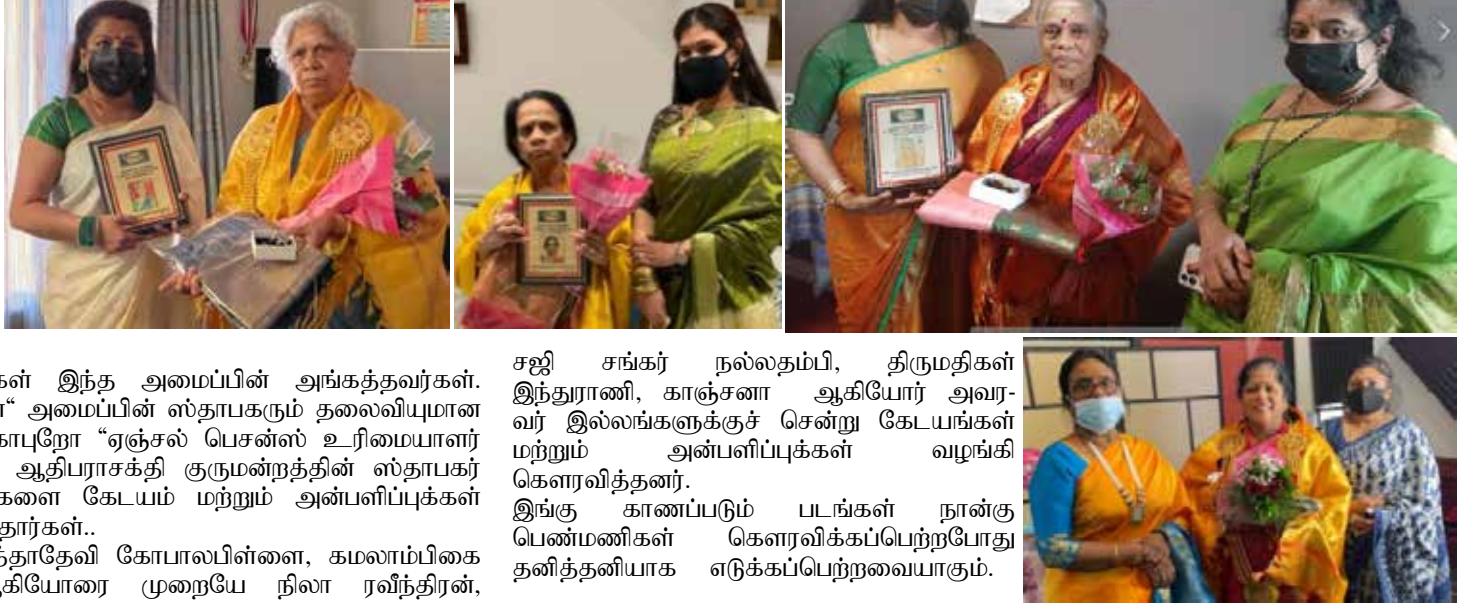 கள் இந்த அமைப்பின் அங்கத்தவர்கள்.
“ அமைப்பின் ஸ்தாபகரும் தலைவியுமான
காபுறோ “ஏஞ்சல் பெசன்ஸ் உரிமையாளர்
ஆதிபராசக்தி குருமன்றத்தின் ஸ்தாபகர்
களை கேடயம் மற்றும் அன்பளிப்புக்கள்
தார்கள்..
த்தாதேவி கோபாலபிள்ளை, கமலாம்பிகை
கியோரை முறையே நிலா ரவீந்திரன்,
சஜி சங்கர் நல்லதம்பி, திருமதிகள்
இந்துராணி, காஞ்சனா ஆகியோர் அவர-
வர் இல்லங்களுக்குச் சென்று கேடயங்கள்
மற்றும் அன்பளிப்புக்கள் வழங்கி
கௌரவித்தனர்.
இங்கு காணப்படும் படங்கள் நான்கு
பெண்மணிகள் கௌரவிக்கப்பெற்றபோது
தனித்தனியாக எடுக்கப்பெற்றவையாகும்.